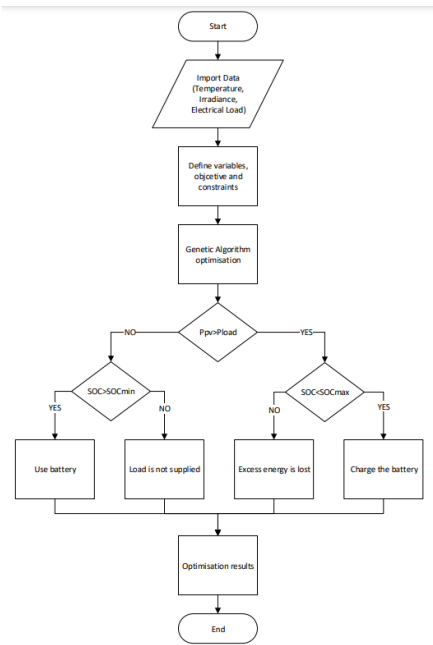 Start
Import Data
(Temperature,
Irradiance,
Electrical Load)
Define variables,
objcetive and
constraints
Genetic Algorithm
optimisation
Ppv>Pload
NO
YES
SOC>SOCmin
SOC<SOCmax
YES
NO
NO
YES
Use battery
Load is not supplied
Excess energy is lost
Charge the battery
Optimisation results
End